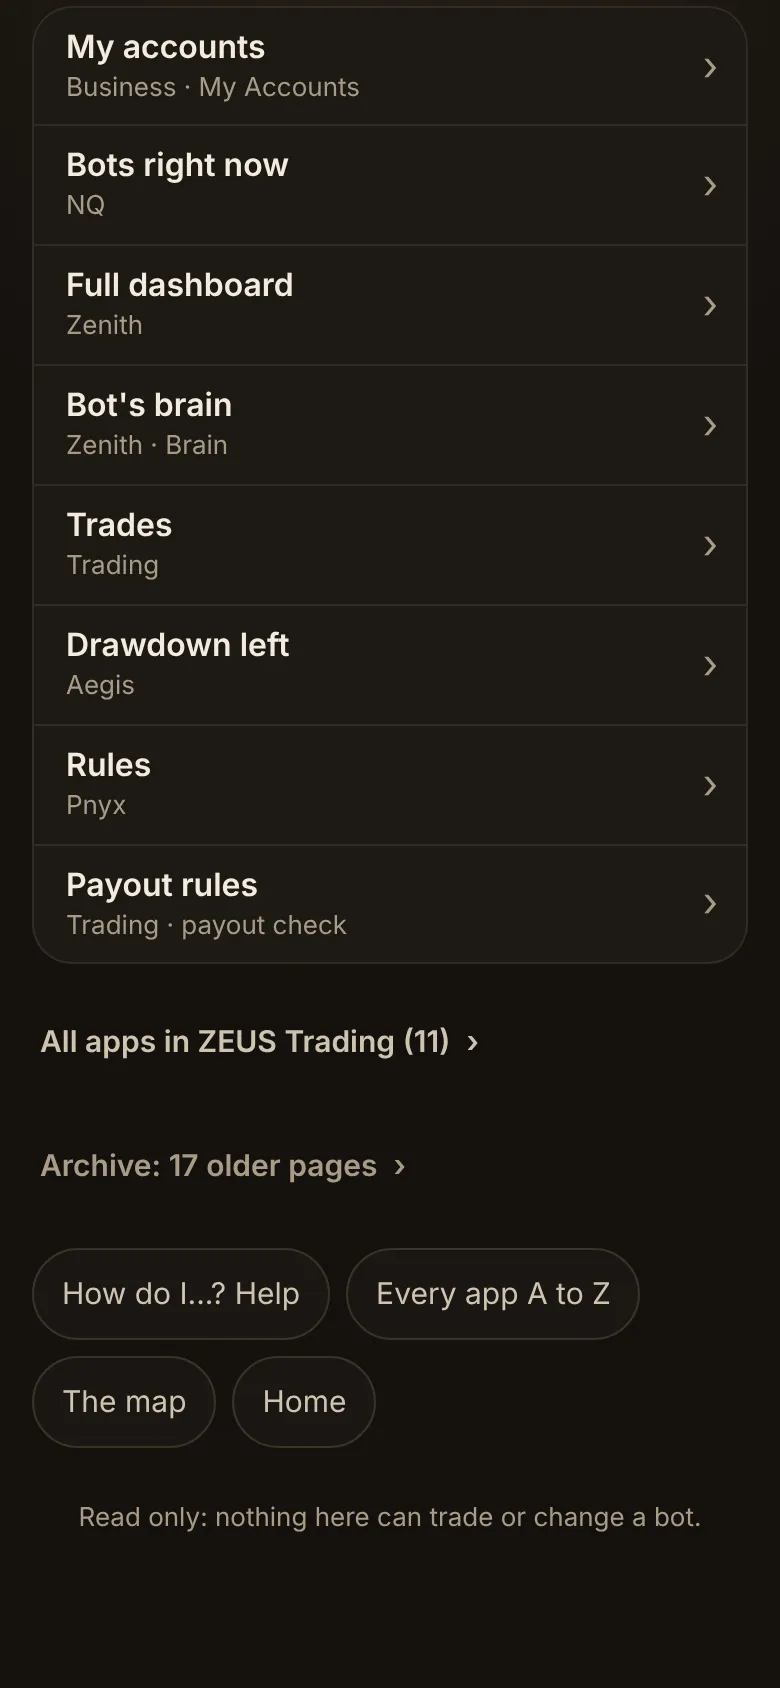 My accounts
Business · My Accounts
Bots right now
NQ
Full dashboard
Zenith
Bot's brain
Zenith · Brain
Trades
Trading
Drawdown left
Aegis
Rules
Pnyx
Payout rules
Trading · payout check
All apps in ZEUS Trading (11) ›
Archive: 17 older pages ›
How do I...? Help
Every app A to Z
The map
Home
Read only: nothing here can trade or change a bot.